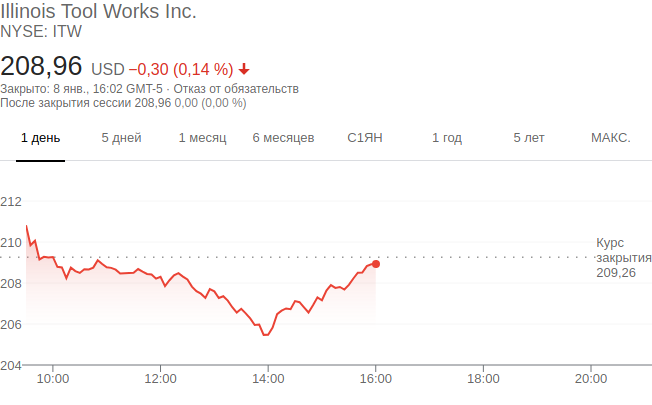 Illinois Tool Works Inc.
NYSE: ITW
208,96 USD −0,30 (0,14 %)
Закрыто: 8 янв., 16:02 GMT-5 · Отказ от обязательств
После закрытия сессии 208,96 0,00 (0,00 %)
1 день 5 дней 1 месяц 6 месяцев С1ЯН 1 год 5 лет МАКС.
212
210
208
206
204
Курс
закрытия
209,26
10:00 12:00 14:00 16:00 18:00 20:00